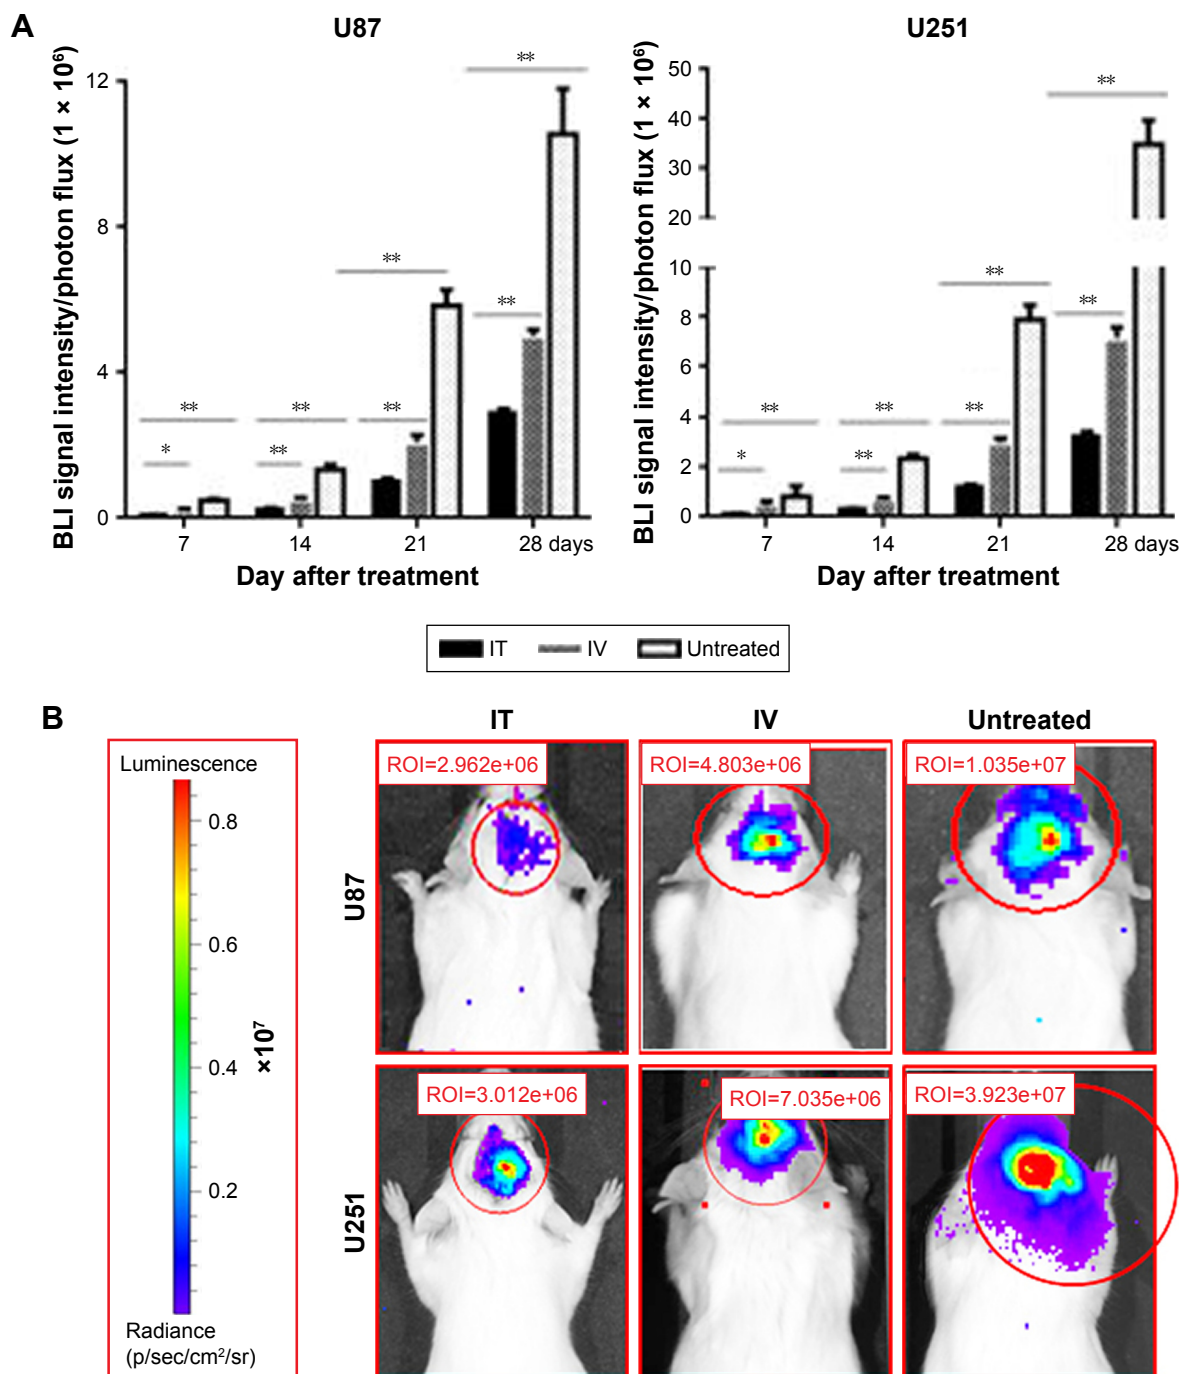 A
U87
U251
BLI signal intensity/photon flux (1 × 10⁶)
12
8
4
0
**
**
**
**
**
**
*
**
7
14
21
28 days
Day after treatment
BLI signal intensity/photon flux (1 × 10⁶)
50
40
30
20
10
8
6
4
2
0
**
**
**
**
**
**
*
**
7
14
21
28 days
Day after treatment
IT
IV
Untreated
B
IT
IV
Untreated
Luminescence
0.8
0.6
0.4
0.2
×10⁷
Radiance
(p/sec/cm²/sr)
U87
ROI=2.962e+06
ROI=4.803e+06
ROI=1.035e+07
U251
ROI=3.012e+06
ROI=7.035e+06
ROI=3.923e+07